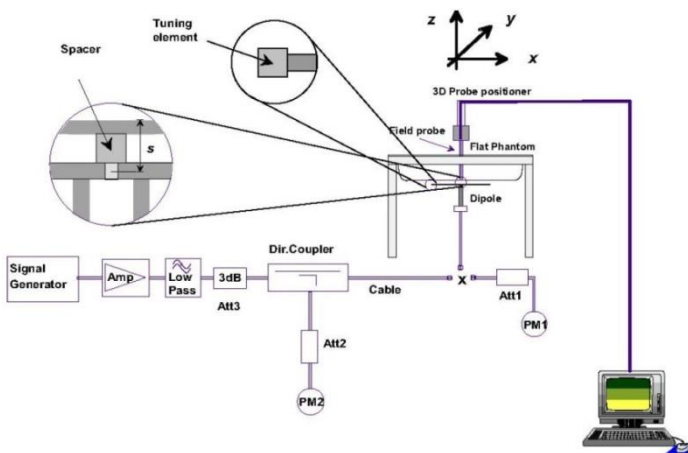 Tuning
element
Spacer
s
z
y
x
3D Probe positioner
Field probe
Flat Phantom
Dipole
Signal
Generator
Amp
Low
Pass
3dB
Att3
Dir.Coupler
Cable
x
Att1
PM1
Att2
PM2